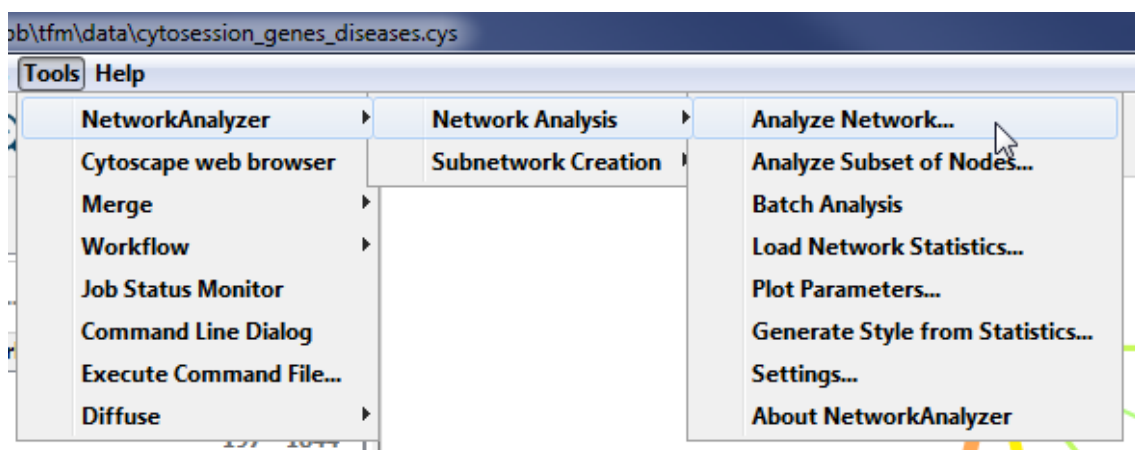 ob\tfm\data\cytosession_genes_diseases.cys
Tools Help
NetworkAnalyzer
Cytoscape web browser
Merge
Workflow
Job Status Monitor
Command Line Dialog
Execute Command File...
Diffuse
Network Analysis
Subnetwork Creation
Analyze Network...
Analyze Subset of Nodes...
Batch Analysis
Load Network Statistics...
Plot Parameters...
Generate Style from Statistics...
Settings...
About NetworkAnalyzer